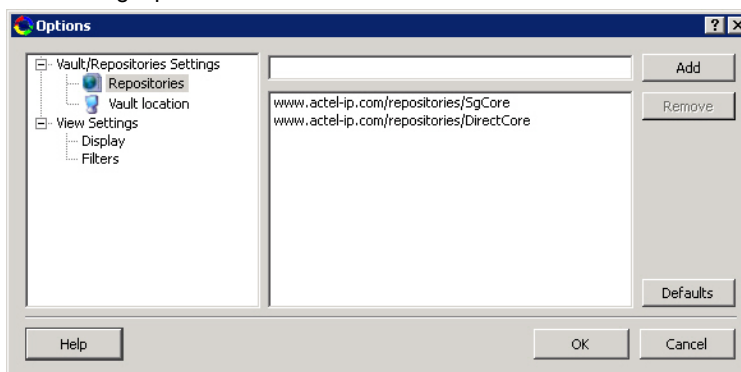 Options
Vault/Repositories Settings
Repositories
Vault location
View Settings
Display
Filters
www.actel-ip.com/repositories/SgCore
www.actel-ip.com/repositories/DirectCore
Add
Remove
Defaults
Help
OK
Cancel